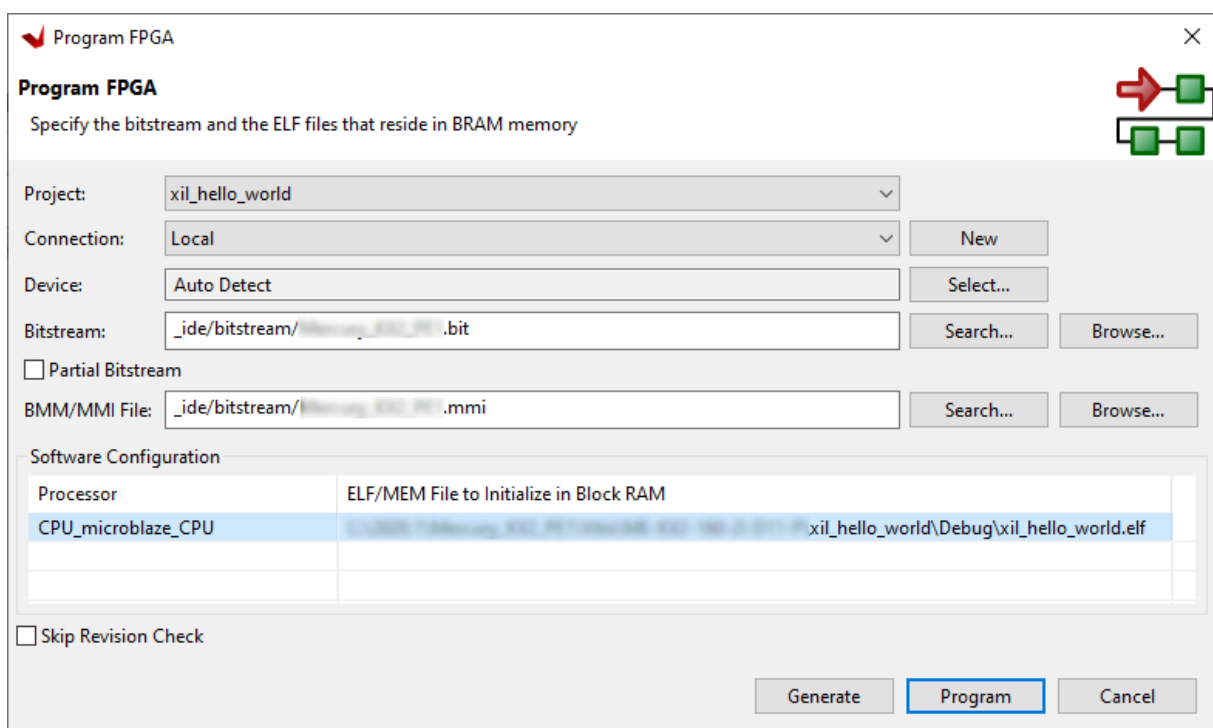 Program FPGA
Program FPGA
Specify the bitstream and the ELF files that reside in BRAM memory
Project: xil_hello_world
Connection: Local New
Device: Auto Detect Select...
Bitstream: _ide/bitstream/ .bit Search... Browse...
Partial Bitstream
BMM/MMI File: _ide/bitstream/ .mmi Search... Browse...
Software Configuration
Processor ELF/MEM File to Initialize in Block RAM
CPU_microblaze_CPU \xil_hello_world\Debug\xil_hello_world.elf
Skip Revision Check
Generate Program Cancel